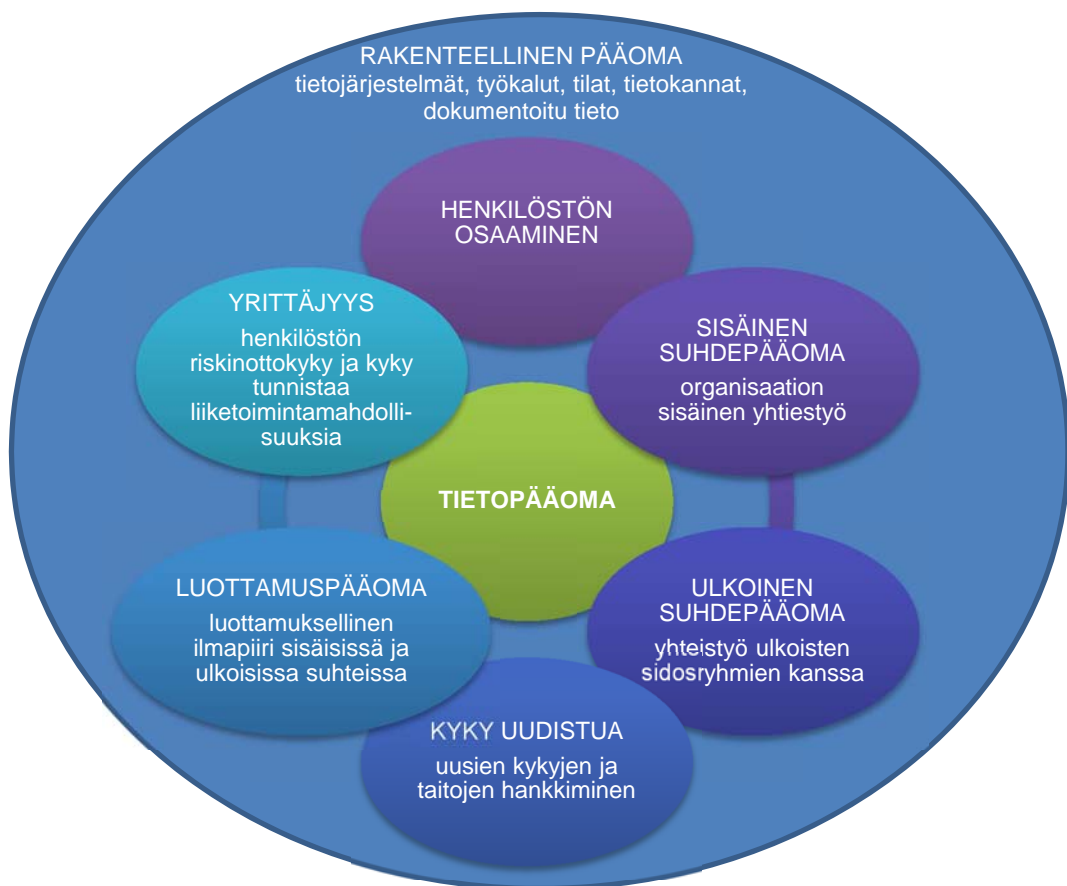 RAKENTEELLINEN PÄÄOMA
tietojärjestelmät, työkalut, tilat, tietokannat,
dokumentoitu tieto
HENKILÖSTÖN
OSAAMINEN
YRITTÄJYYS
henkilöstön
riskinottokyky ja kyky
tunnistaa
liiketoimintamahdolli-
suuksia
SISÄINEN
SUHDEPÄÄOMA
organisaation
sisäinen yhtiestyö
TIETOPÄÄOMA
LUOTTAMUSPÄÄOMA
luottamuksellinen
ilmapiiri sisäisissä ja
ulkoisissa suhteissa
ULKOINEN
SUHDEPÄÄOMA
yhteistyö ulkoisten
sidosryhmien kanssa
KYKY UUDISTUA
uusien kykyjen ja
taitojen hankkiminen